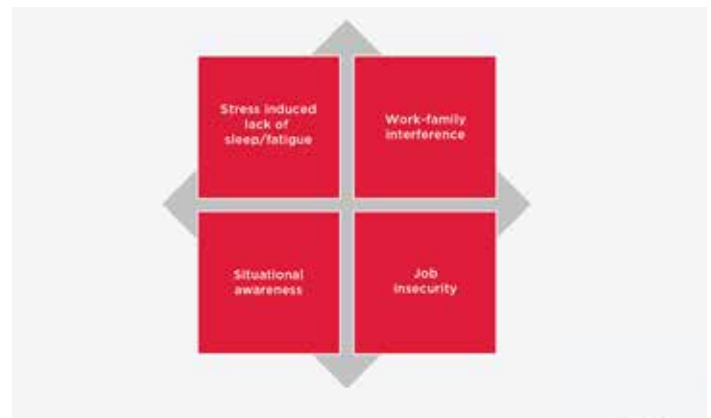 Stress induced
lack of
sleep/fatigue
Work-family
interference
Situational
awareness
Job
insecurity